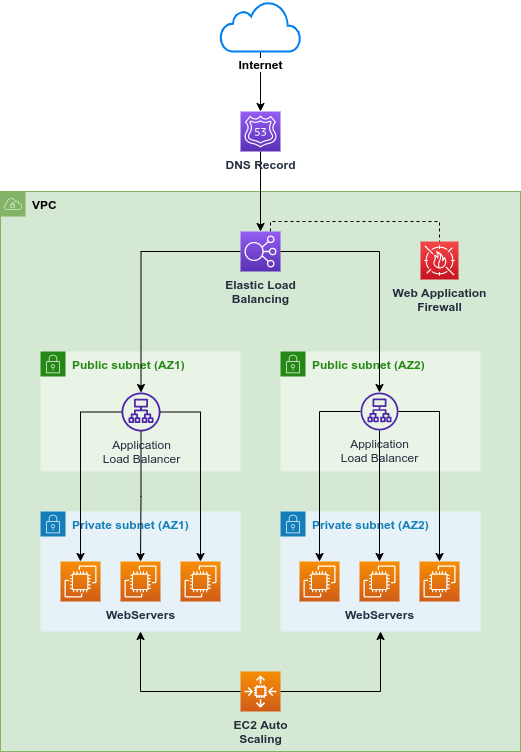 Internet
53
DNS Record
VPC
Elastic Load
Balancing
Web Application
Firewall
Public subnet (AZ1)
Public subnet (AZ2)
Application
Load Balancer
Application
Load Balancer
Private subnet (AZ1)
Private subnet (AZ2)
WebServers
WebServers
EC2 Auto
Scaling